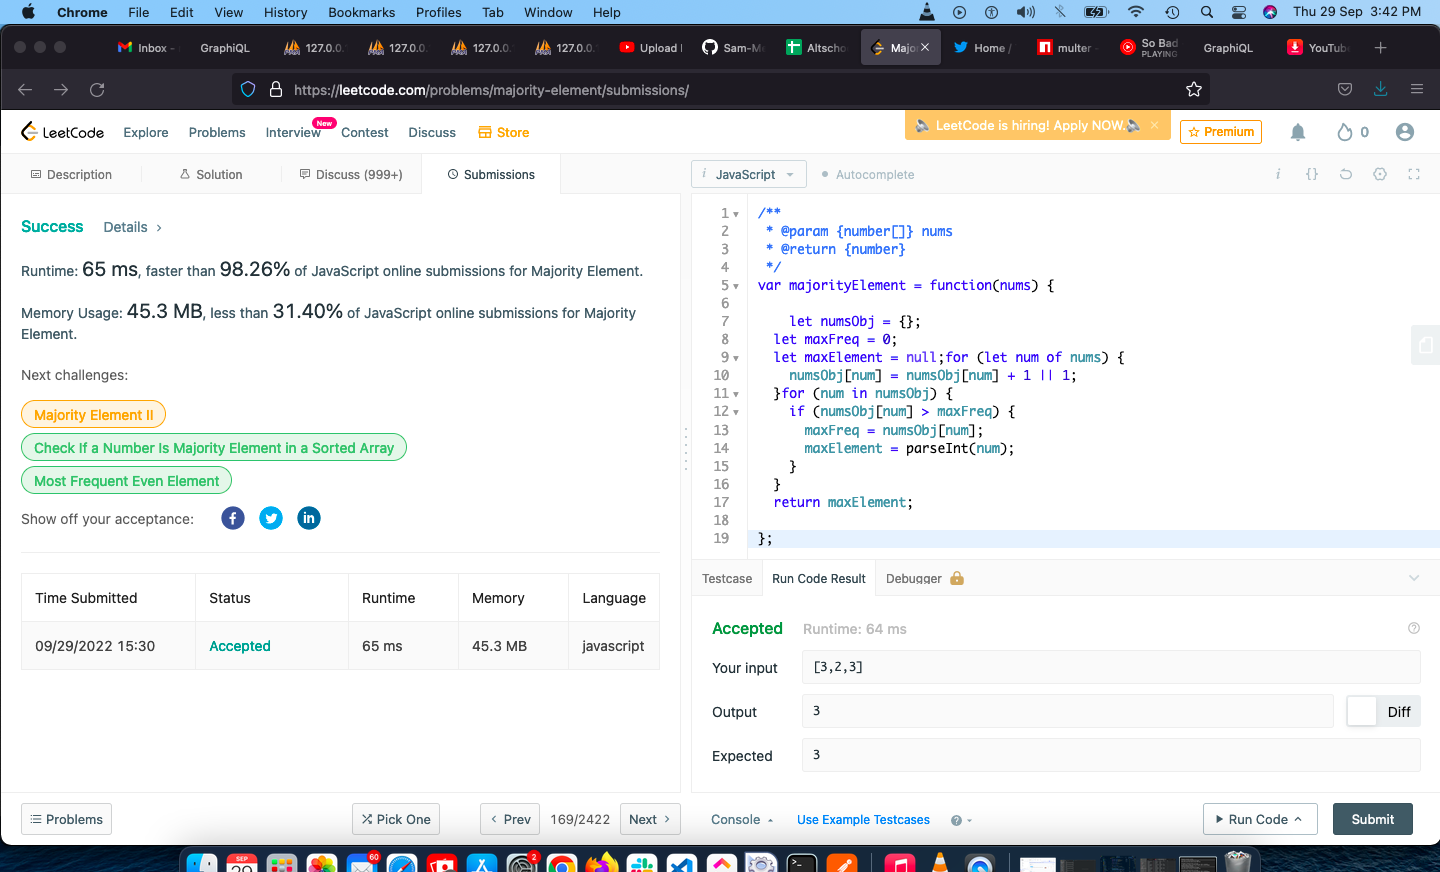 Chrome File Edit View History Bookmarks Profiles Tab Window Help Thu 29 Sep 3:42 PM
Inbox - GraphiQL 127.0.0. 127.0.0. 127.0.0. 127.0.0. Upload Sam-M Altscho Majo Home / multer - So Bad GraphiQL YouTub
PLAYING
https://leetcode.com/problems/majority-element/submissions/
LeetCode Explore Problems Interview New Contest Discuss Store LeetCode is hiring! Apply NOW. Premium 0
Description Solution Discuss (999+) Submissions
JavaScript Autocomplete
Success Details >
Runtime: 65 ms, faster than 98.26% of JavaScript online submissions for Majority Element.
Memory Usage: 45.3 MB, less than 31.40% of JavaScript online submissions for Majority
Element.
Next challenges:
Majority Element II
Check If a Number Is Majority Element in a Sorted Array
Most Frequent Even Element
Show off your acceptance:
Time Submitted Status Runtime Memory Language
09/29/2022 15:30 Accepted 65 ms 45.3 MB javascript
1 /**
2 * @param {number[]} nums
3 * @return {number}
4 */
5 var majorityElement = function(nums) {
6
7 let numsObj = {};
8 let maxFreq = 0;
9 let maxElement = null;for (let num of nums) {
10 numsObj[num] = numsObj[num] + 1 || 1;
11 }for (num in numsObj) {
12 if (numsObj[num] > maxFreq) {
13 maxFreq = numsObj[num];
14 maxElement = parseInt(num);
15 }
16 }
17 return maxElement;
18
19 };
Testcase Run Code Result Debugger
Accepted Runtime: 64 ms
Your input [3,2,3]
Output 3 Diff
Expected 3
Problems Pick One Prev 169/2422 Next Console Use Example Testcases Run Code Submit
SEP 60 2
29